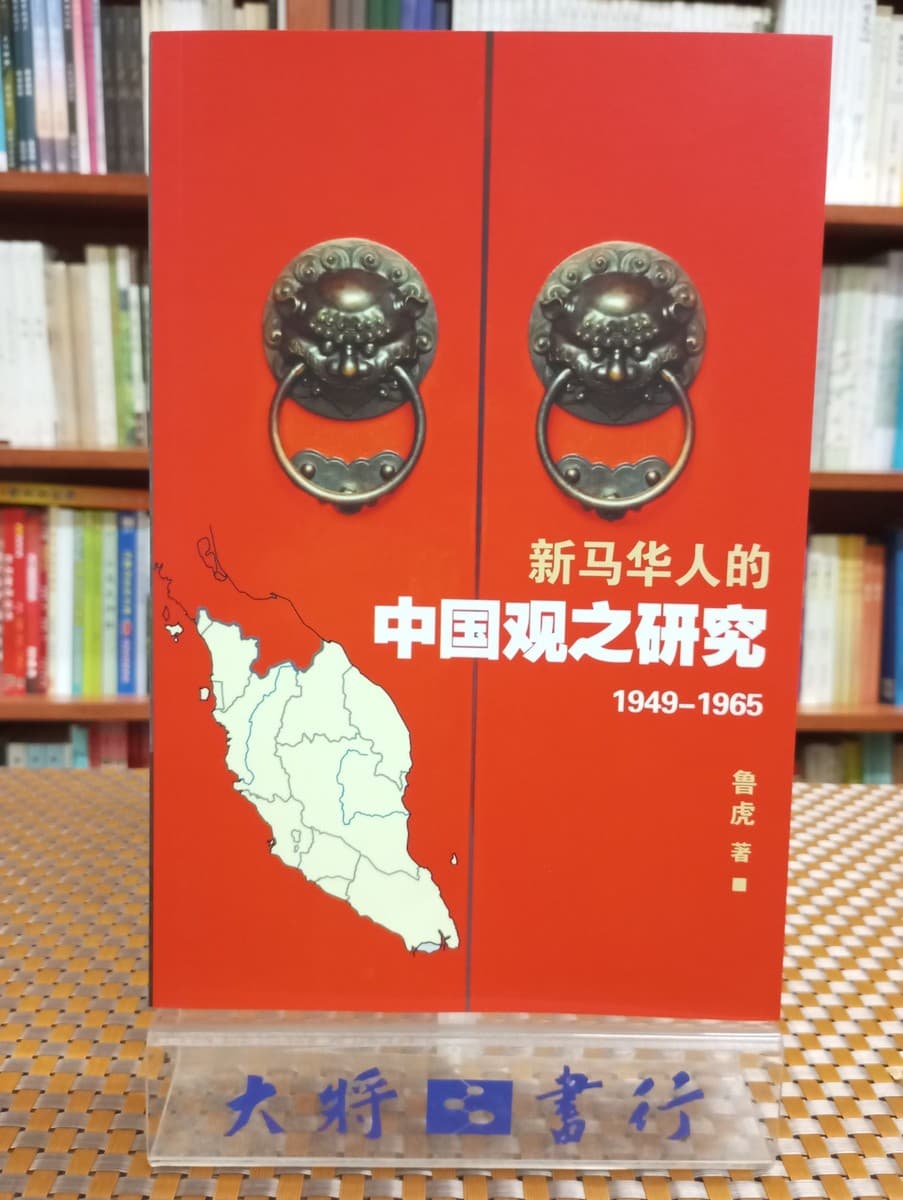 新马华人的
中国观之研究
1949–1965
鲁虎 著
大將書行